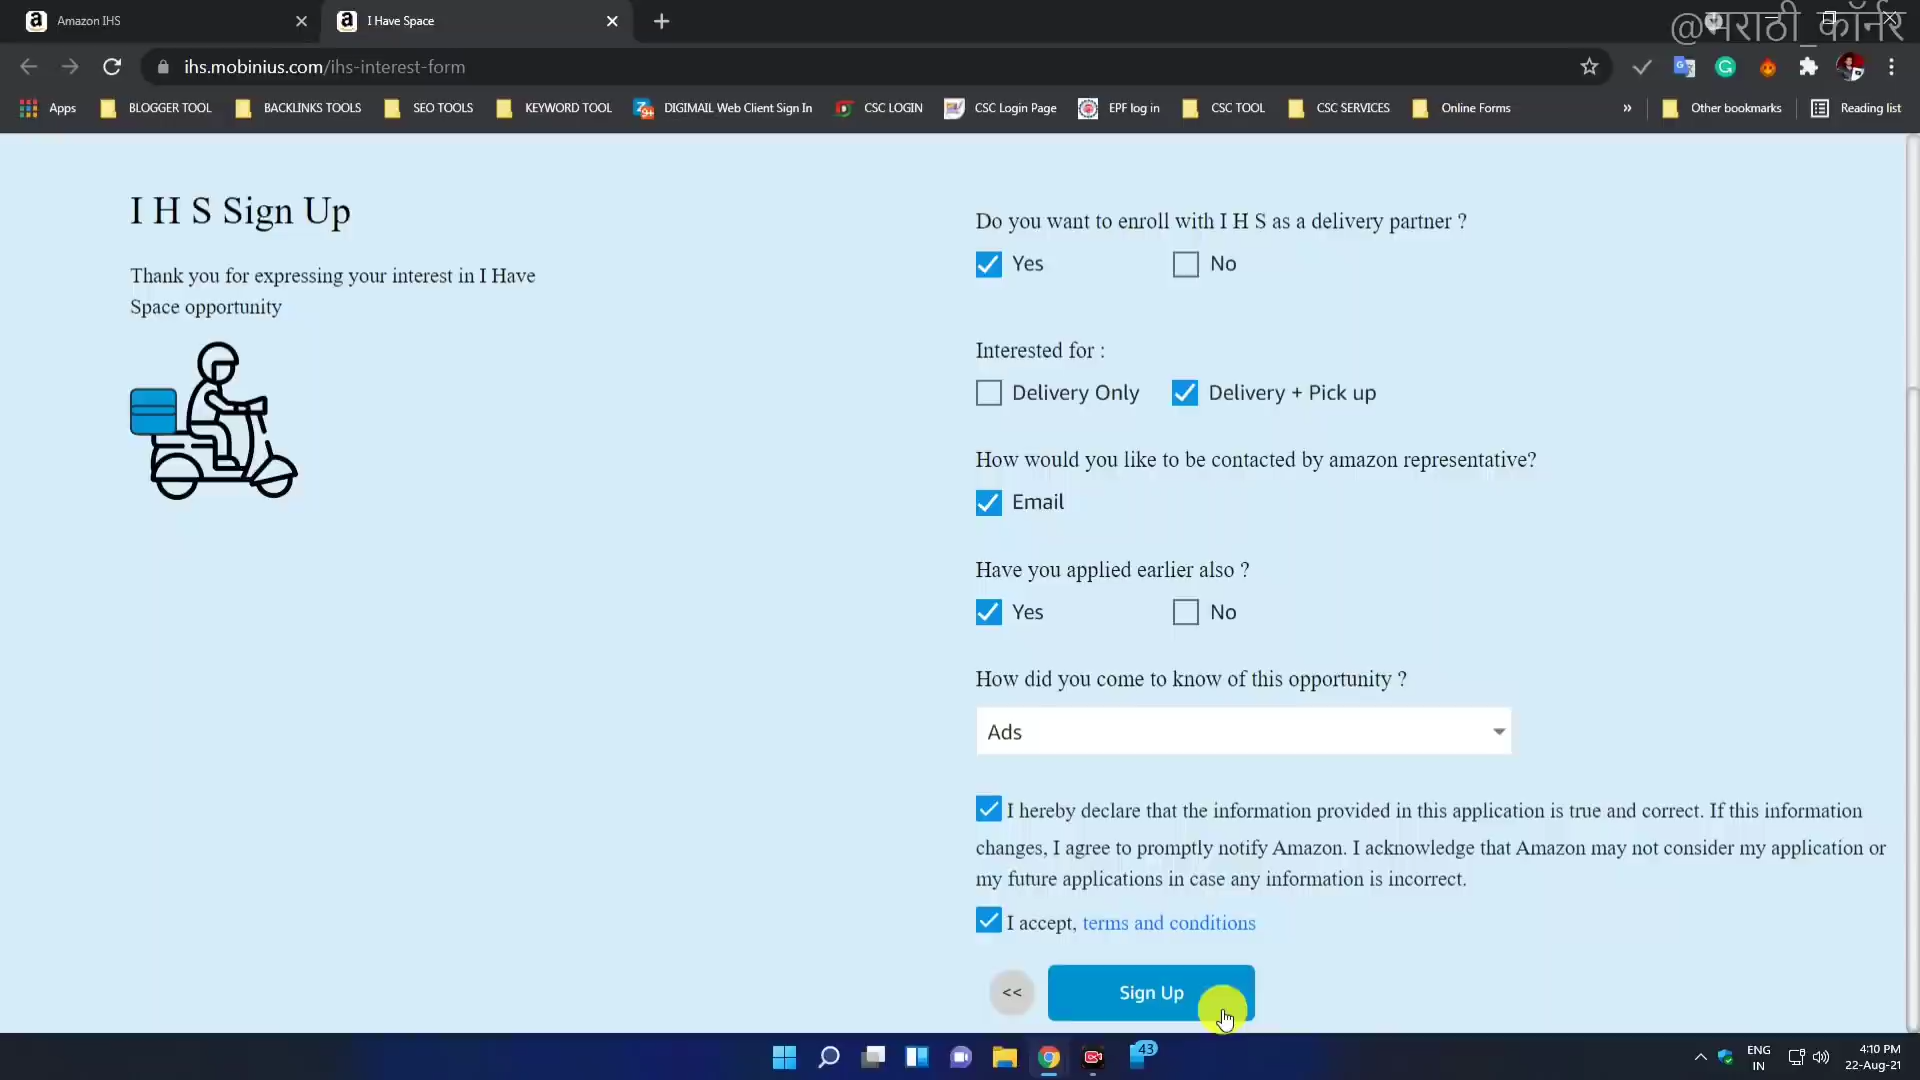 Amazon IHS
I Have Space
@मराठी_कॉर्नर
ihs.mobinius.com/ihs-interest-form
Apps BLOGGER TOOL BACKLINKS TOOLS SEO TOOLS KEYWORD TOOL DIGIMAIL Web Client Sign In CSC LOGIN CSC Login Page EPF log in CSC TOOL CSC SERVICES Online Forms » Other bookmarks Reading list
I H S Sign Up
Thank you for expressing your interest in I Have
Space opportunity
Do you want to enroll with I H S as a delivery partner ?
Yes No
Interested for :
Delivery Only Delivery + Pick up
How would you like to be contacted by amazon representative?
Email
Have you applied earlier also ?
Yes No
How did you come to know of this opportunity ?
Ads
I hereby declare that the information provided in this application is true and correct. If this information
changes, I agree to promptly notify Amazon. I acknowledge that Amazon may not consider my application or
my future applications in case any information is incorrect.
I accept, terms and conditions
<< Sign Up
43
ENG
IN
4:10 PM
22-Aug-21